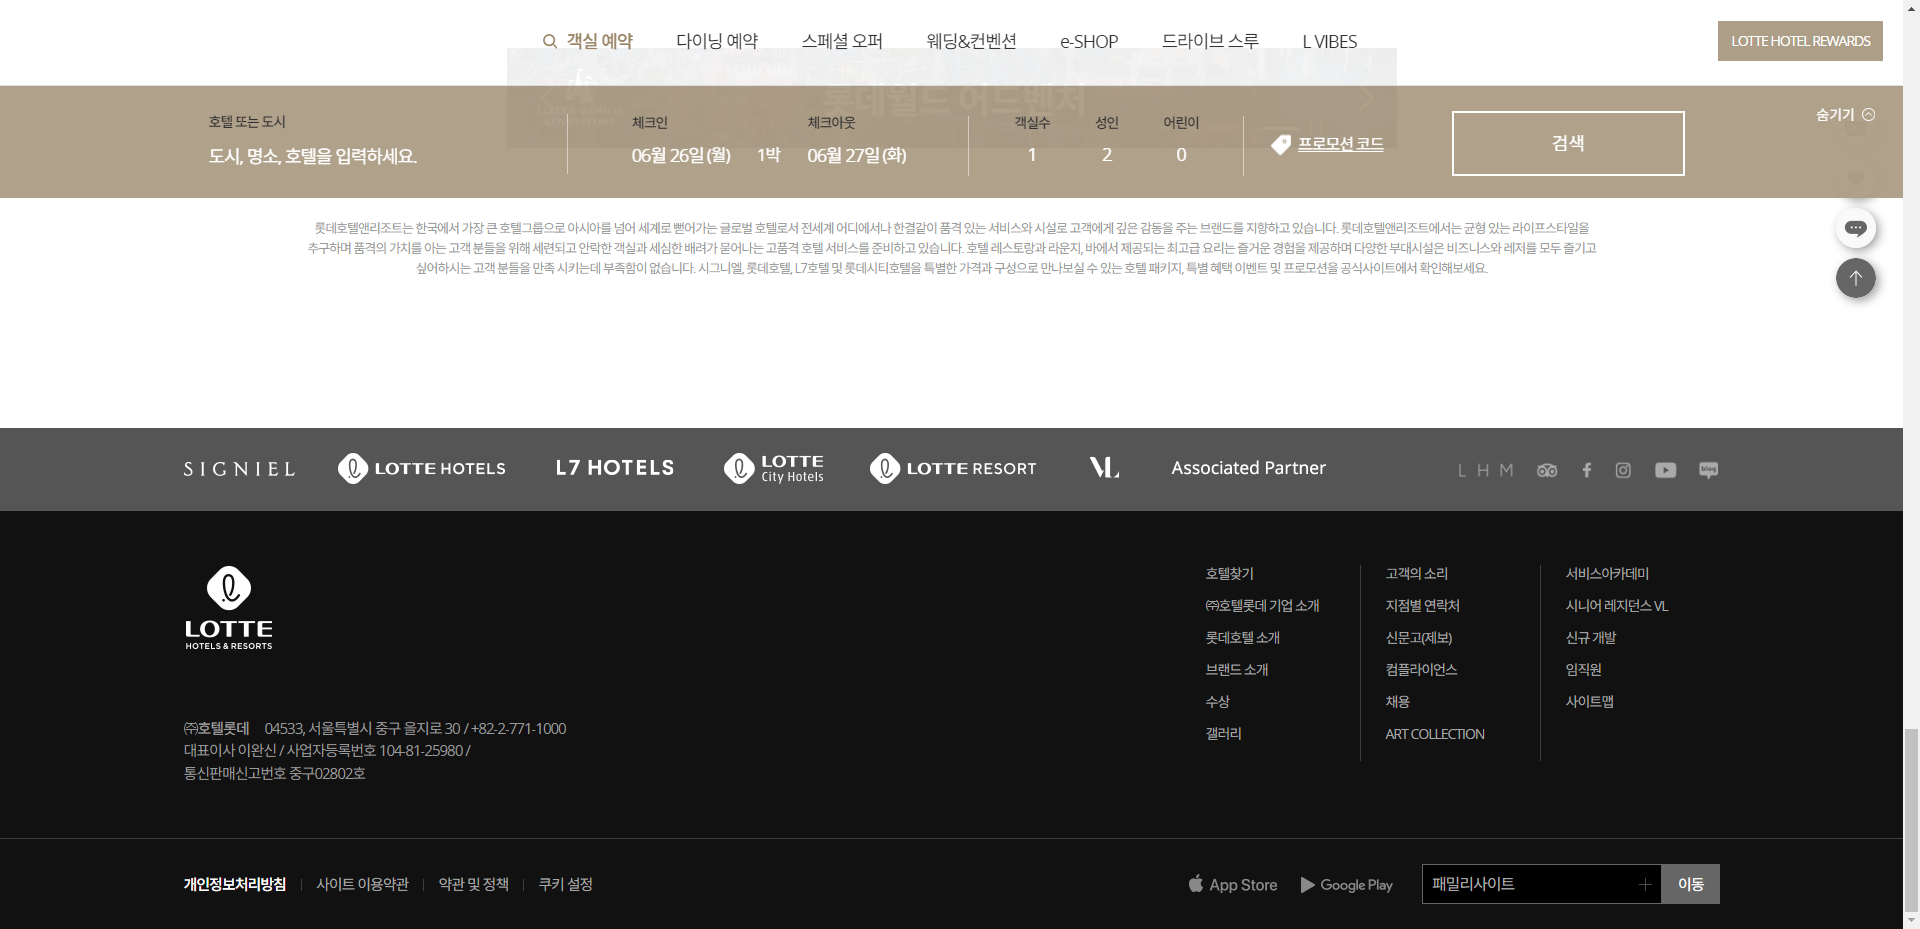 객실 예약 다이닝 예약 스페셜 오퍼 웨딩&컨벤션 e-SHOP 드라이브 스루 L VIBES LOTTE HOTEL REWARDS
롯데월드 어드벤처
LOTTE WORLD
ADVENTURE
호텔 또는 도시 체크인 체크아웃 객실수 성인 어린이 숨기기
도시, 명소, 호텔을 입력하세요. 06월 26일 (월) 1박 06월 27일 (화) 1 2 0 프로모션 코드 검색
롯데호텔앤리조트는 한국에서 가장 큰 호텔그룹으로 아시아를 넘어 세계로 뻗어가는 글로벌 호텔로서 전세계 어디에서나 한결같이 품격 있는 서비스와 시설로 고객에게 깊은 감동을 주는 브랜드를 지향하고 있습니다. 롯데호텔앤리조트에서는 균형 있는 라이프스타일을
추구하며 품격의 가치를 아는 고객 분들을 위해 세련되고 안락한 객실과 세심한 배려가 묻어나는 고품격 호텔 서비스를 준비하고 있습니다. 호텔 레스토랑과 라운지, 바에서 제공되는 최고급 요리는 즐거운 경험을 제공하며 다양한 부대시설은 비즈니스와 레저를 모두 즐기고
싶어하시는 고객 분들을 만족 시키는데 부족함이 없습니다. 시그니엘, 롯데호텔, L7호텔 및 롯데시티호텔을 특별한 가격과 구성으로 만나보실 수 있는 호텔 패키지, 특별 혜택 이벤트 및 프로모션을 공식사이트에서 확인해보세요.
SIGNIEL LOTTE HOTELS L7 HOTELS LOTTE City Hotels LOTTE RESORT VL Associated Partner L H M blog
LOTTE
HOTELS & RESORTS
㈜호텔롯데 04533, 서울특별시 중구 을지로 30 / +82-2-771-1000
대표이사 이완신 / 사업자등록번호 104-81-25980 /
통신판매신고번호 중구02802호
호텔찾기
㈜호텔롯데 기업 소개
롯데호텔 소개
브랜드 소개
수상
갤러리
고객의 소리
지점별 연락처
신문고(제보)
컴플라이언스
채용
ART COLLECTION
서비스아카데미
시니어 레지던스 VL
신규 개발
임직원
사이트맵
개인정보처리방침 사이트 이용약관 약관 및 정책 쿠키 설정 App Store Google Play 패밀리사이트 이동